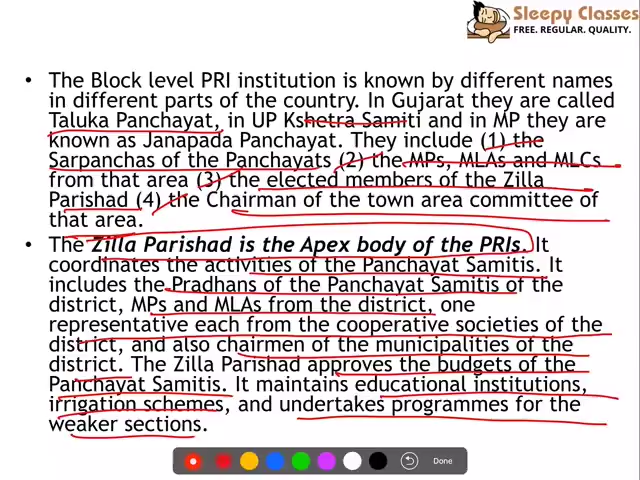 Sleepy Classes
FREE. REGULAR. QUALITY.
• The Block level PRI institution is known by different names
in different parts of the country. In Gujarat they are called
Taluka Panchayat, in UP Kshetra Samiti and in MP they are
known as Janapada Panchayat. They include (1) the
Sarpanchas of the Panchayats (2) the MPs, MLAs and MLCs
from that area (3) the elected members of the Zilla
Parishad (4) the Chairman of the town area committee of
that area.
• The Zilla Parishad is the Apex body of the PRIs. It
coordinates the activities of the Panchayat Samitis. It
includes the Pradhans of the Panchayat Samitis of the
district, MPs and MLAs from the district, one
representative each from the cooperative societies of the
district, and also chairmen of the municipalities of the
district. The Zilla Parishad approves the budgets of the
Panchayat Samitis. It maintains educational institutions,
irrigation schemes, and undertakes programmes for the
weaker sections.
Done